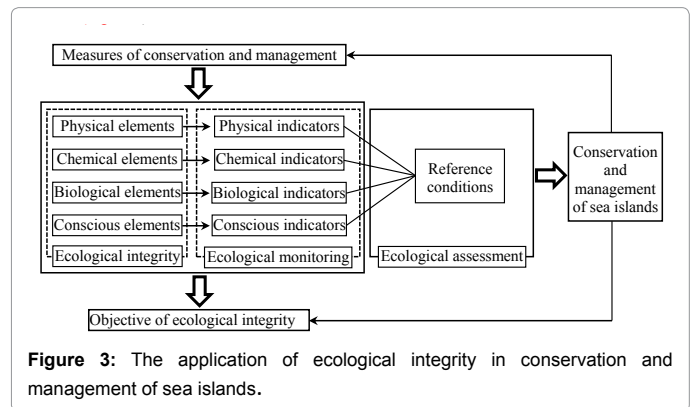 Measures of conservation and management
Physical elements
Physical indicators
Chemical elements
Chemical indicators
Biological elements
Biological indicators
Conscious elements
Conscious indicators
Ecological integrity
Ecological monitoring
Reference
conditions
Ecological assessment
Conservation
and
management
of sea islands
Objective of ecological integrity
Figure 3: The application of ecological integrity in conservation and
management of sea islands.